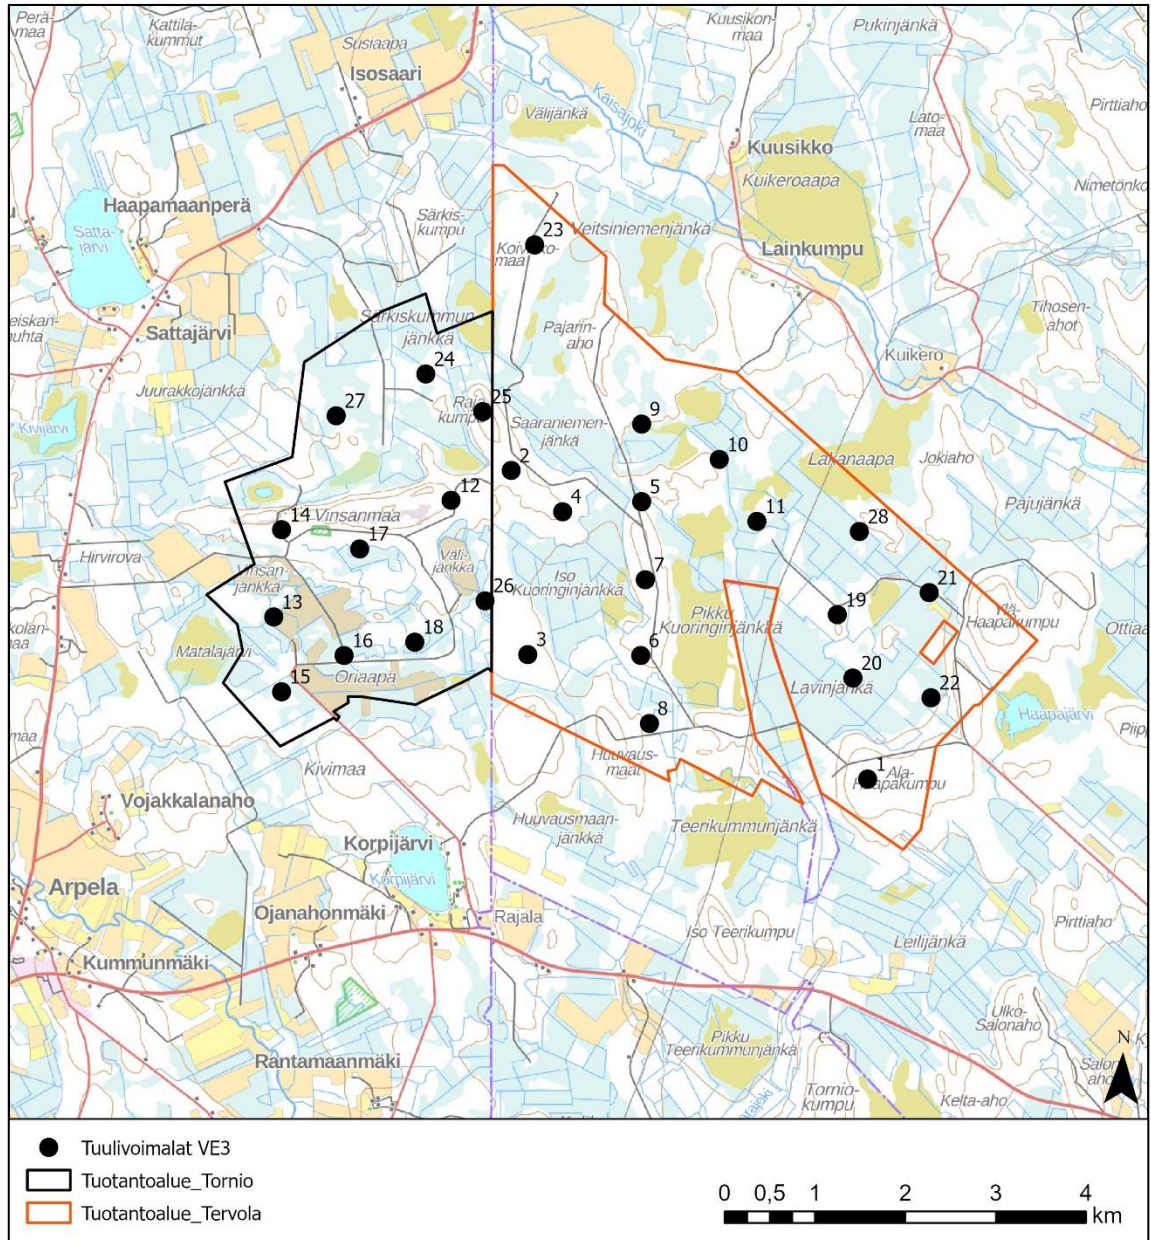 Perä-
maa
Kattila-
kummut
Susiaapa
Isosaari
Kuusikon-
maa
Pukinjänkä
Pirttiaho
Välijänkä
Kaisajoki
Lato-
maa
Kuusikko
Kuikeroaapa
Nimetönko
Haapamaanperä
Satta-
järvi
Särkis-
kumpu
23
Koivuko-
maa
Veitsiniemenjänkä
Lainkumpu
Tihosen-
ahot
Sattajärvi
Särkiskummun-
jänkkä
Pajarin-
aho
Kuikero
Juurakkojänkkä
24
27
25
Kivijärvi
Saaraniemen-
jänkä
9
10
Lakanaapa
Jokiaho
2
12
4
5
11
28
Pajujänkä
14
Vinsanmaa
17
Hirvirova
Väli-
jänkkä
Iso
Kuoringinjänkkä
7
26
21
13
19
Ylä-
Haapakumpu
Pikku
Kuoringinjänkkä
Matalajärvi
16
18
3
6
15
Oriaapa
20
Lavinjänkä
22
Haapajärvi
8
Huuvaus-
maat
Kivimaa
1
Ala-
Haapakumpu
Vojakkalanaho
Huuvausmaan-
jänkkä
Teerikummunjänkä
Korpijärvi
Korpijärvi
Arpela
Ojanahonmäki
Rajala
Iso Teerikumpu
Pirttiaho
Leilijänkä
Kummunmäki
Ulko-
Salonaho
Pikku
Teerikummunjänkä
Rantamaanmäki
Tornio-
kumpu
Kelta-aho
N
Tuulivoimalat VE3
Tuotantoalue_Tornio
Tuotantoalue_Tervola
0 0,5 1 2 3 4
km